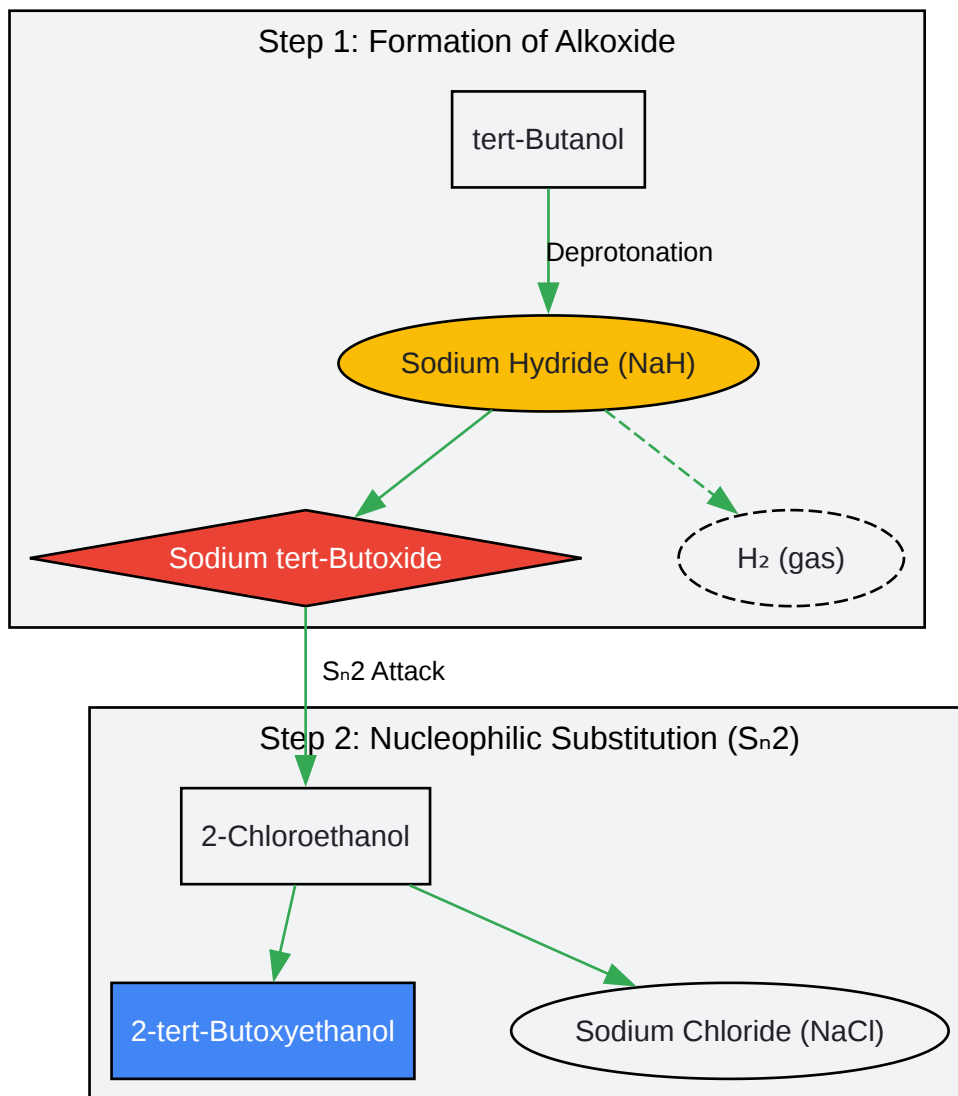 Step 1: Formation of Alkoxide
tert-Butanol
Deprotonation
Sodium Hydride (NaH)
Sodium tert-Butoxide
H₂ (gas)
Sₙ2 Attack
Step 2: Nucleophilic Substitution (Sₙ2)
2-Chloroethanol
2-tert-Butoxyethanol
Sodium Chloride (NaCl)